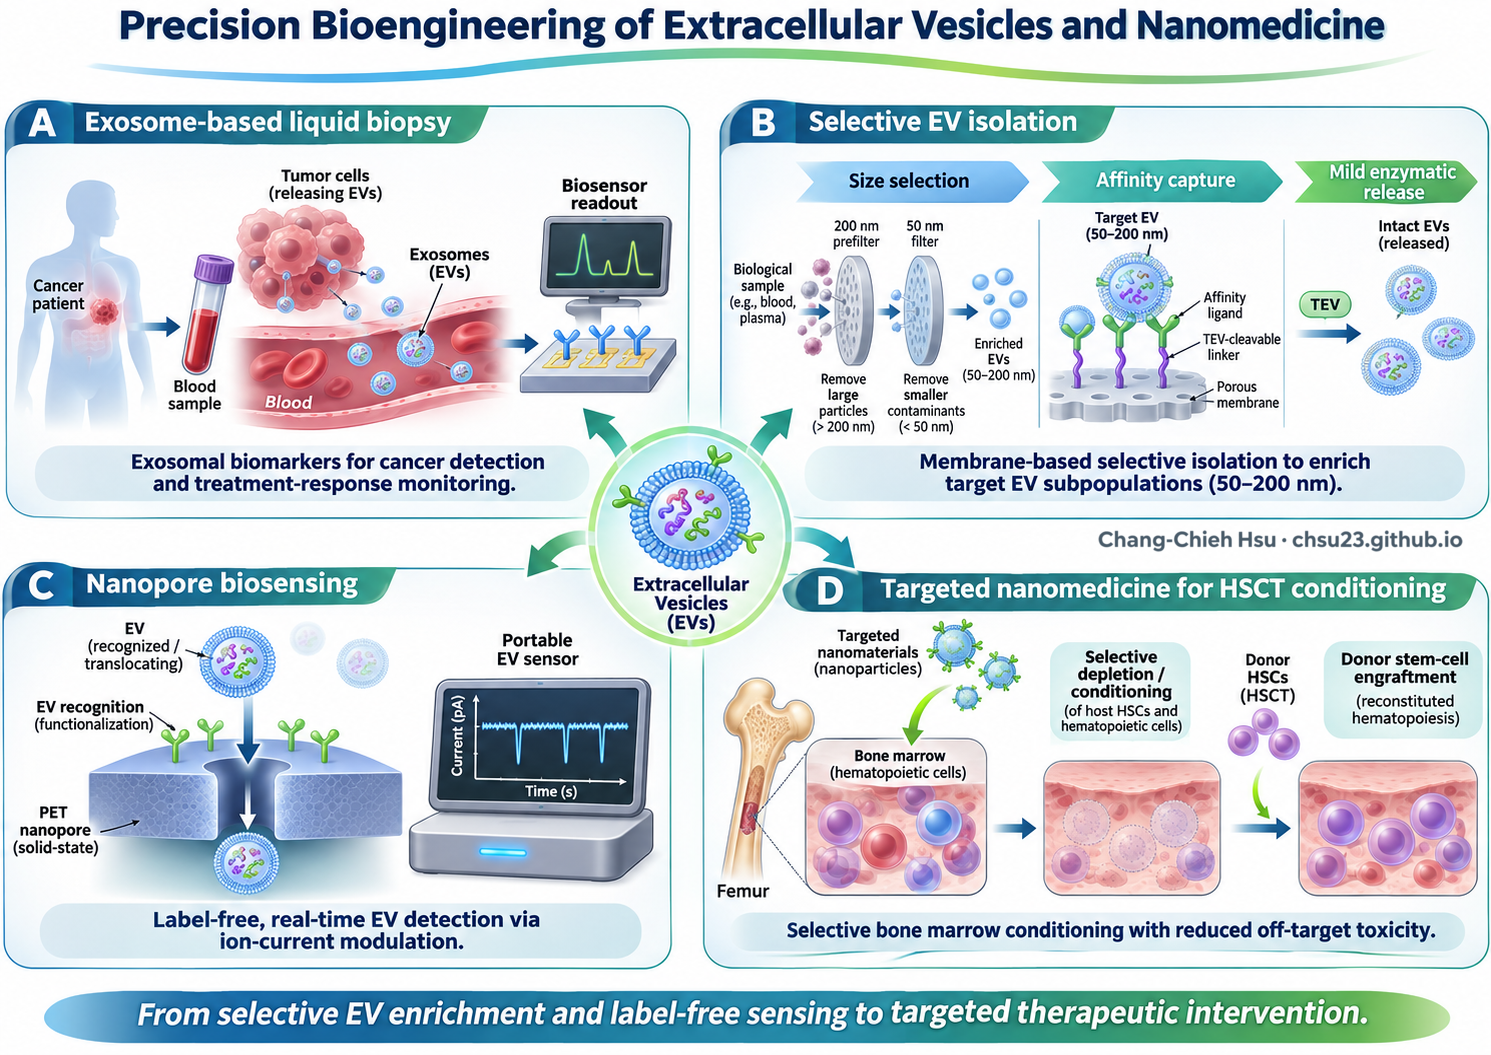 Precision Bioengineering of Extracellular Vesicles and Nanomedicine
A
Exosome-based liquid biopsy
Cancer
patient
Blood
sample
Tumor cells
(releasing EVs)
Exosomes
(EVs)
Blood
Biosensor
readout
Exosomal biomarkers for cancer detection
and treatment-response monitoring.
B
Selective EV isolation
Size selection
Affinity capture
Mild enzymatic
release
Biological
sample
(e.g., blood,
plasma)
200 nm
prefilter
50 nm
filter
Remove
large
particles
(> 200 nm)
Remove
smaller
contaminants
(< 50 nm)
Enriched
EVs
(50–200 nm)
Target EV
(50–200 nm)
Affinity
ligand
TEV-cleavable
linker
Porous
membrane
TEV
Intact EVs
(released)
Membrane-based selective isolation to enrich
target EV subpopulations (50–200 nm).
Extracellular
Vesicles
(EVs)
Chang-Chieh Hsu · chsu23.github.io
C
Nanopore biosensing
EV
(recognized /
translocating)
EV recognition
(functionalization)
PET
nanopore
(solid-state)
Portable
EV sensor
Current (pA)
Time (s)
Label-free, real-time EV detection via
ion-current modulation.
D
Targeted nanomedicine for HSCT conditioning
Targeted
nanomaterials
(nanoparticles)
Femur
Bone marrow
(hematopoietic cells)
Selective
depletion /
conditioning
(of host HSCs and
hematopoietic cells)
Donor
HSCs
(HSCT)
Donor stem-cell
engraftment
(reconstituted
hematopoiesis)
Selective bone marrow conditioning with reduced off-target toxicity.
From selective EV enrichment and label-free sensing to targeted therapeutic intervention.